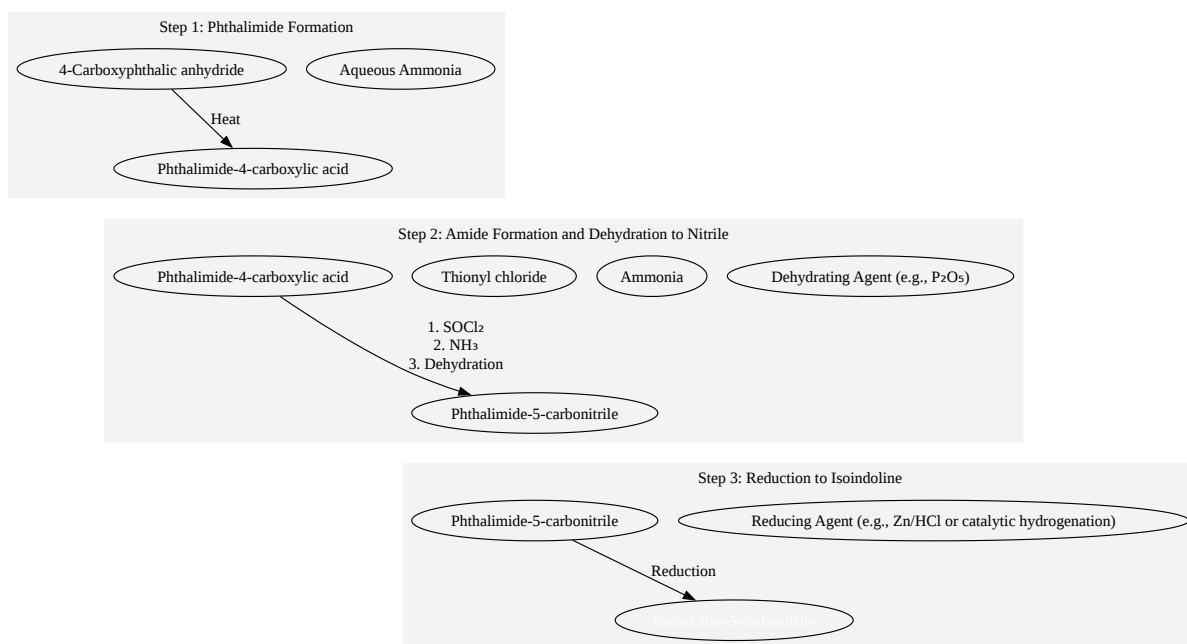 Step 1: Phthalimide Formation
4-Carboxyphthalic anhydride
Aqueous Ammonia
Heat
Phthalimide-4-carboxylic acid
Step 2: Amide Formation and Dehydration to Nitrile
Phthalimide-4-carboxylic acid
Thionyl chloride
Ammonia
Dehydrating Agent (e.g., P₂O₅)
1. SOCl₂
2. NH₃
3. Dehydration
Phthalimide-5-carbonitrile
Step 3: Reduction to Isoindoline
Phthalimide-5-carbonitrile
Reducing Agent (e.g., Zn/HCl or catalytic hydrogenation)
Reduction
Isoindoline-5-carbonitrile